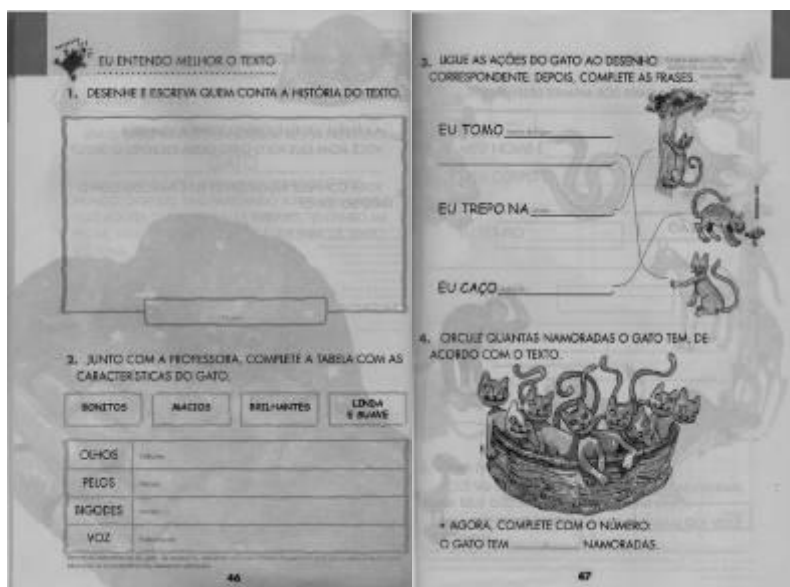 EU ENTENDO MELHOR O TEXTO
1. DESENHE E ESCREVA QUEM CONTA A HISTÓRIA DO TEXTO.
2. JUNTO COM A PROFESSORA, COMPLETE A TABELA COM AS
CARACTERÍSTICAS DO GATO.
BONITOS
MACIOS
BRILHANTES
LINDA
E SUAVE
OLHOS
PELOS
BIGODES
VOZ
46
3. LIGUE AS AÇÕES DO GATO AO DESENHO
CORRESPONDENTE. DEPOIS, COMPLETE AS FRASES.
EU TOMO
EU TREPO NA
EU CAÇO
4. CIRCULE QUANTAS NAMORADAS O GATO TEM, DE
ACORDO COM O TEXTO.
• AGORA, COMPLETE COM O NÚMERO:
O GATO TEM NAMORADAS.
47